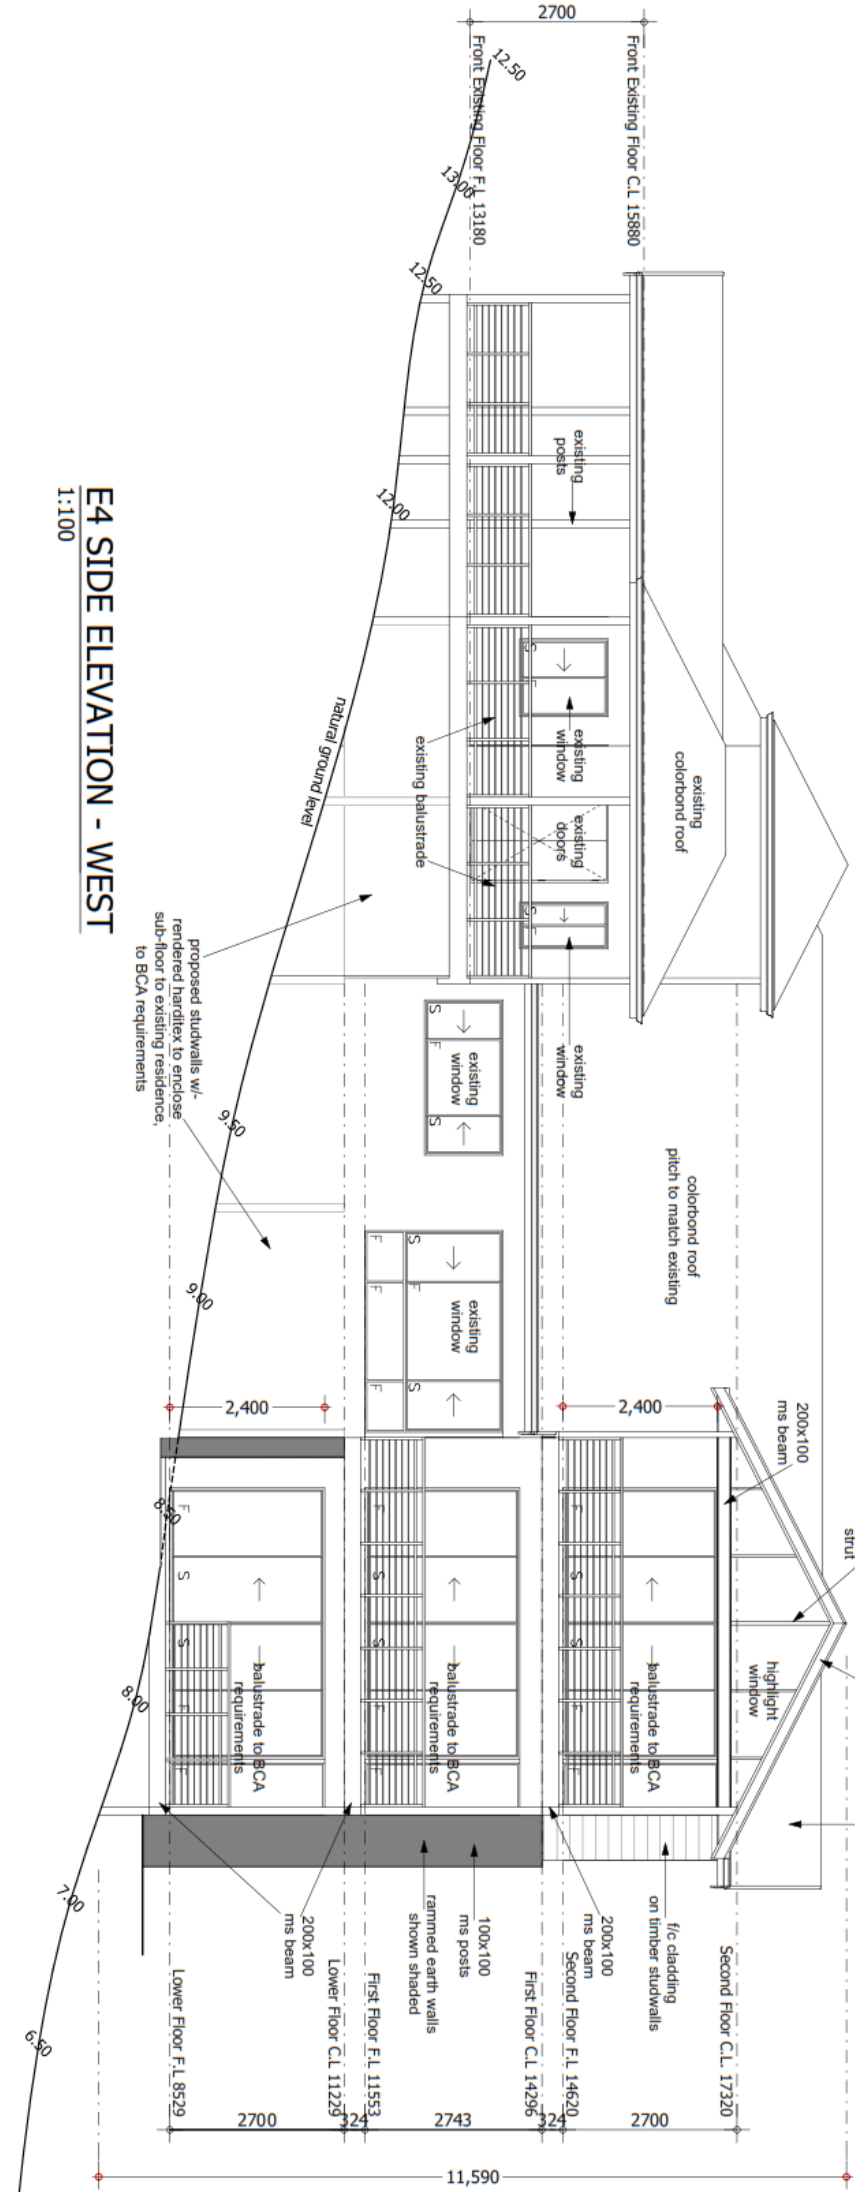 2700
Front Existing Floor C.L 15880
Front Existing Floor F.L 13180
12.50
13.00
12.50
12.00
existing
posts
existing
window
existing
doors
existing balustrade
existing
colorbond roof
natural ground level
existing
window
existing
window
existing
window
S
F
S
F
S
F
S
S
S
F
F
F
F
S
proposed studwalls w/-
rendered harditex to enclose
sub-floor to existing residence,
to BCA requirements
colorbond roof
pitch to match existing
9.50
9.00
8.50
8.00
7.00
6.50
2,400
2,400
200x100
ms beam
strut
highlight
window
balustrade to BCA
requirements
balustrade to BCA
requirements
balustrade to BCA
requirements
F
S
S
F
F
F
S
S
F
F
F
S
S
F
F
f/c cladding
on timber studwalls
200x100
ms beam
100x100
ms posts
rammed earth walls
shown shaded
200x100
ms beam
Second Floor C.L. 17320
Second Floor F.L 14620
First Floor C.L 14296
First Floor F.L 11553
Lower Floor C.L 11229
Lower Floor F.L 8529
2700
324
2743
324
2700
11,590
E4 SIDE ELEVATION - WEST
1:100